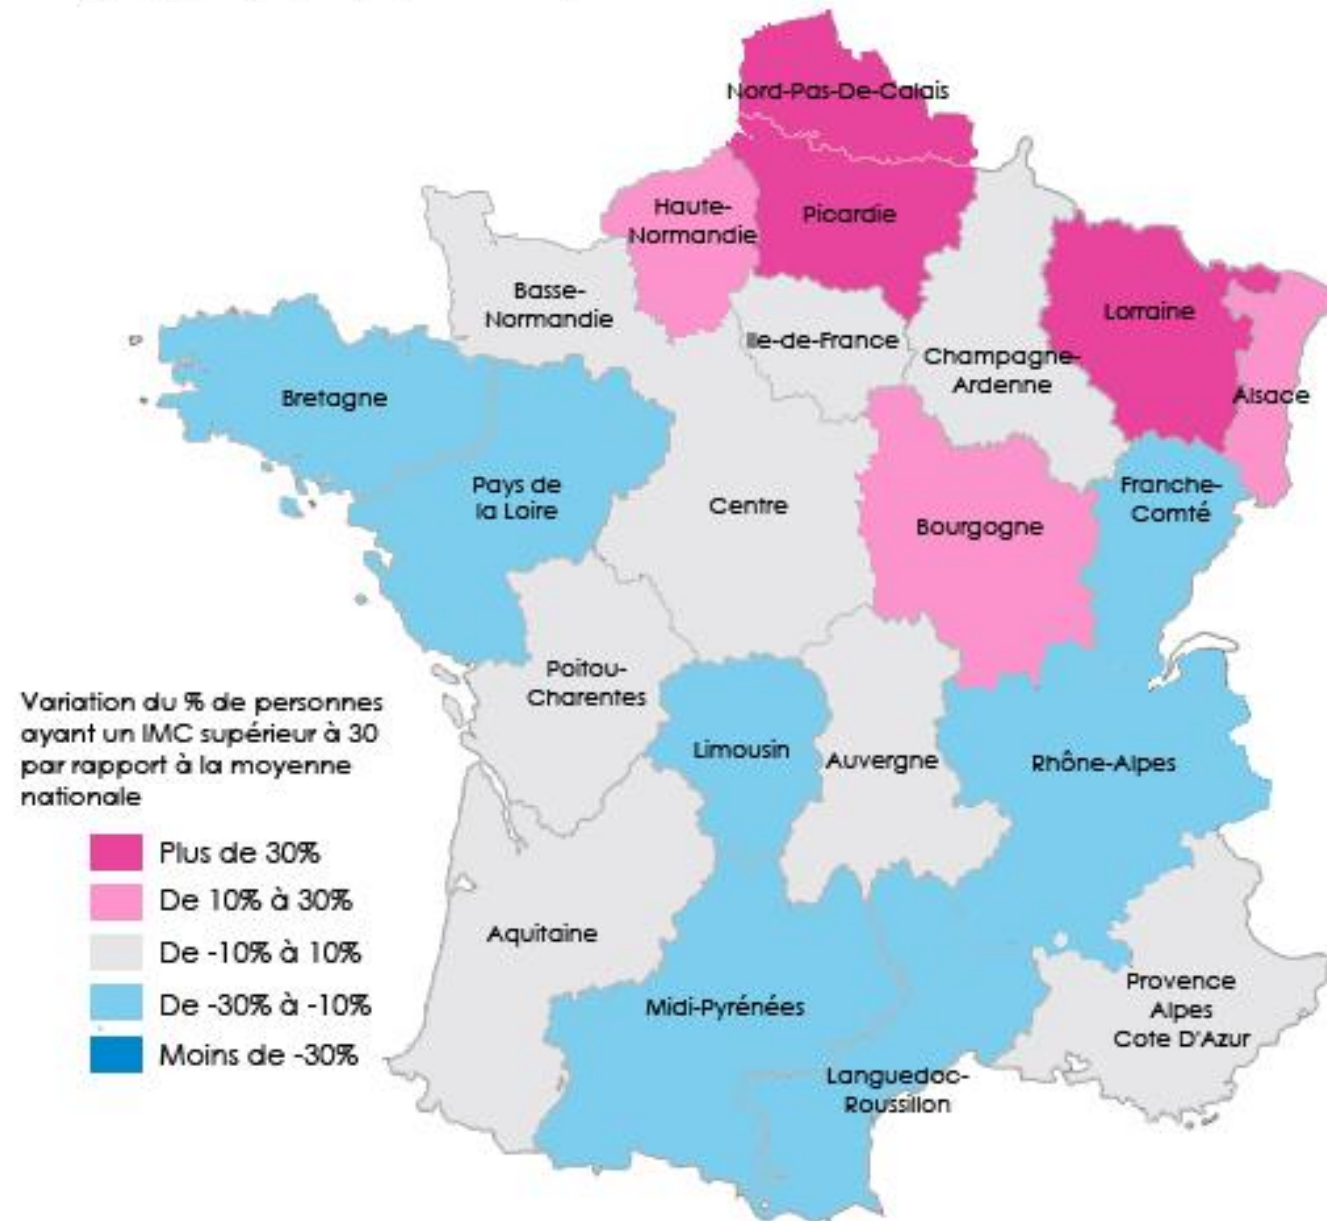 Nord-Pas-De-Calais
Haute-
Normandie
Picardie
Basse-
Normandie
Ile-de-France
Lorraine
Champagne-
Ardenne
Alsace
Bretagne
Pays de
la Loire
Centre
Franche-
Comté
Bourgogne
Poitou-
Charentes
Limousin
Auvergne
Rhône-Alpes
Variation du % de personnes
ayant un IMC supérieur à 30
par rapport à la moyenne
nationale
Plus de 30%
De 10% à 30%
De -10% à 10%
De -30% à -10%
Moins de -30%
Aquitaine
Midi-Pyrénées
Provence
Alpes
Cote D'Azur
Languedoc-
Roussillon